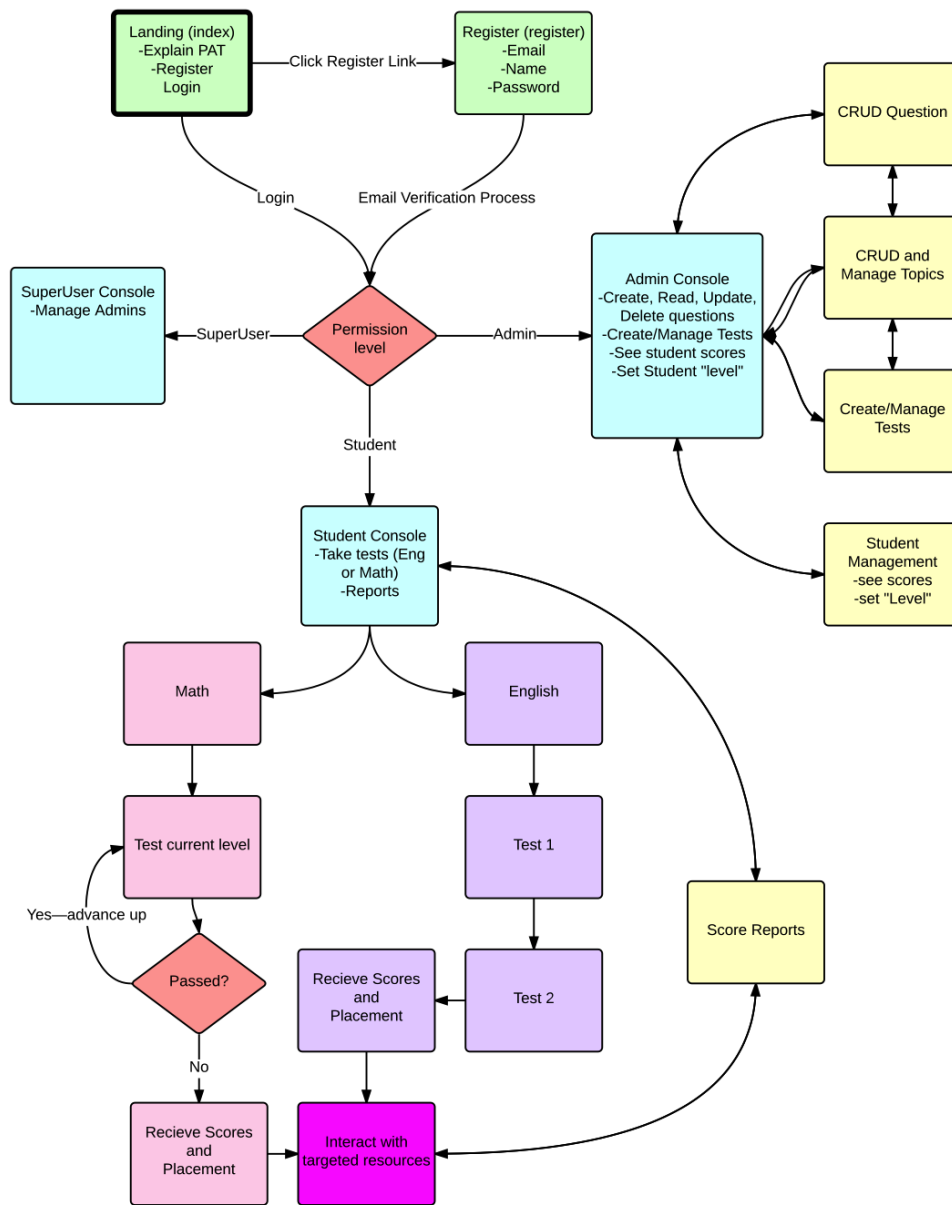 Landing (index)
-Explain PAT
-Register
Login
Click Register Link
Register (register)
-Email
-Name
-Password
CRUD Question
Login
Email Verification Process
CRUD and
Manage Topics
SuperUser Console
-Manage Admins
SuperUser
Permission
level
Admin
Admin Console
-Create, Read, Update,
Delete questions
-Create/Manage Tests
-See student scores
-Set Student "level"
Create/Manage
Tests
Student
Student Console
-Take tests (Eng
or Math)
-Reports
Student
Management
-see scores
-set "Level"
Math
English
Test current level
Test 1
Yes—advance up
Passed?
Recieve Scores
and
Placement
Test 2
Score Reports
No
Recieve Scores
and
Placement
Interact with
targeted resources